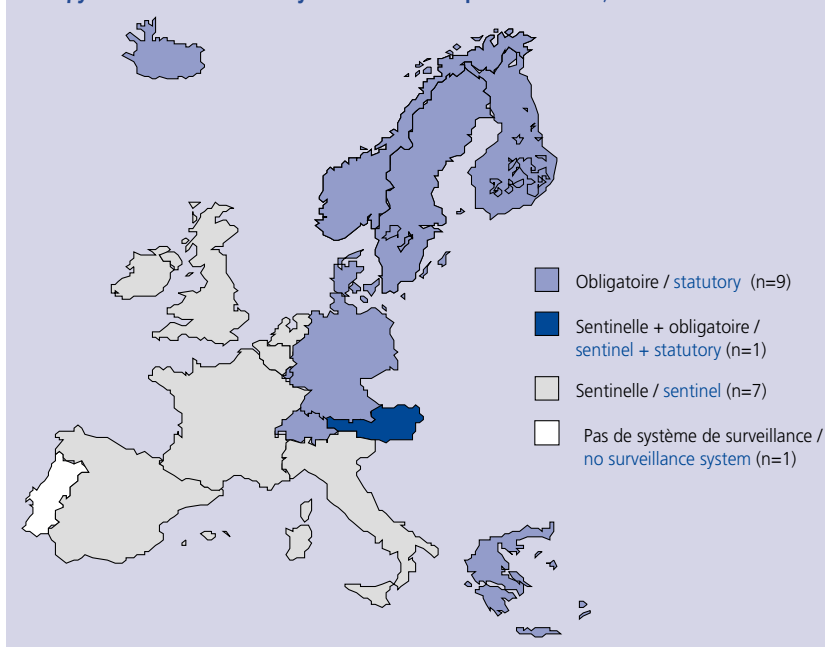 Obligatoire / statutory (n=9)
Sentinelle + obligatoire /
sentinel + statutory (n=1)
Sentinelle / sentinel (n=7)
Pas de système de surveillance /
no surveillance system (n=1)